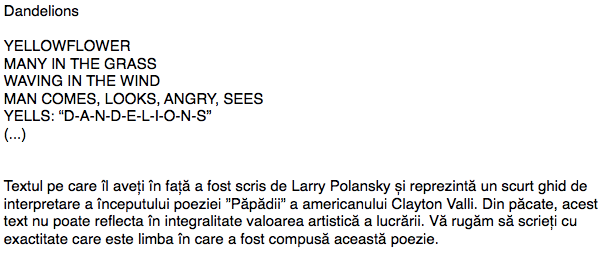 Dandelions
YELLOWFLOWER
MANY IN THE GRASS
WAVING IN THE WIND
MAN COMES, LOOKS, ANGRY, SEES
YELLS: “D-A-N-D-E-L-I-O-N-S”
(...)
Textul pe care îl aveți în față a fost scris de Larry Polansky și reprezintă un scurt ghid de
interpretare a începutului poeziei ”Păpădii” a americanului Clayton Valli. Din păcate, acest
text nu poate reflecta în integralitate valoarea artistică a lucrării. Vă rugăm să scrieți cu
exactitate care este limba în care a fost compusă această poezie.